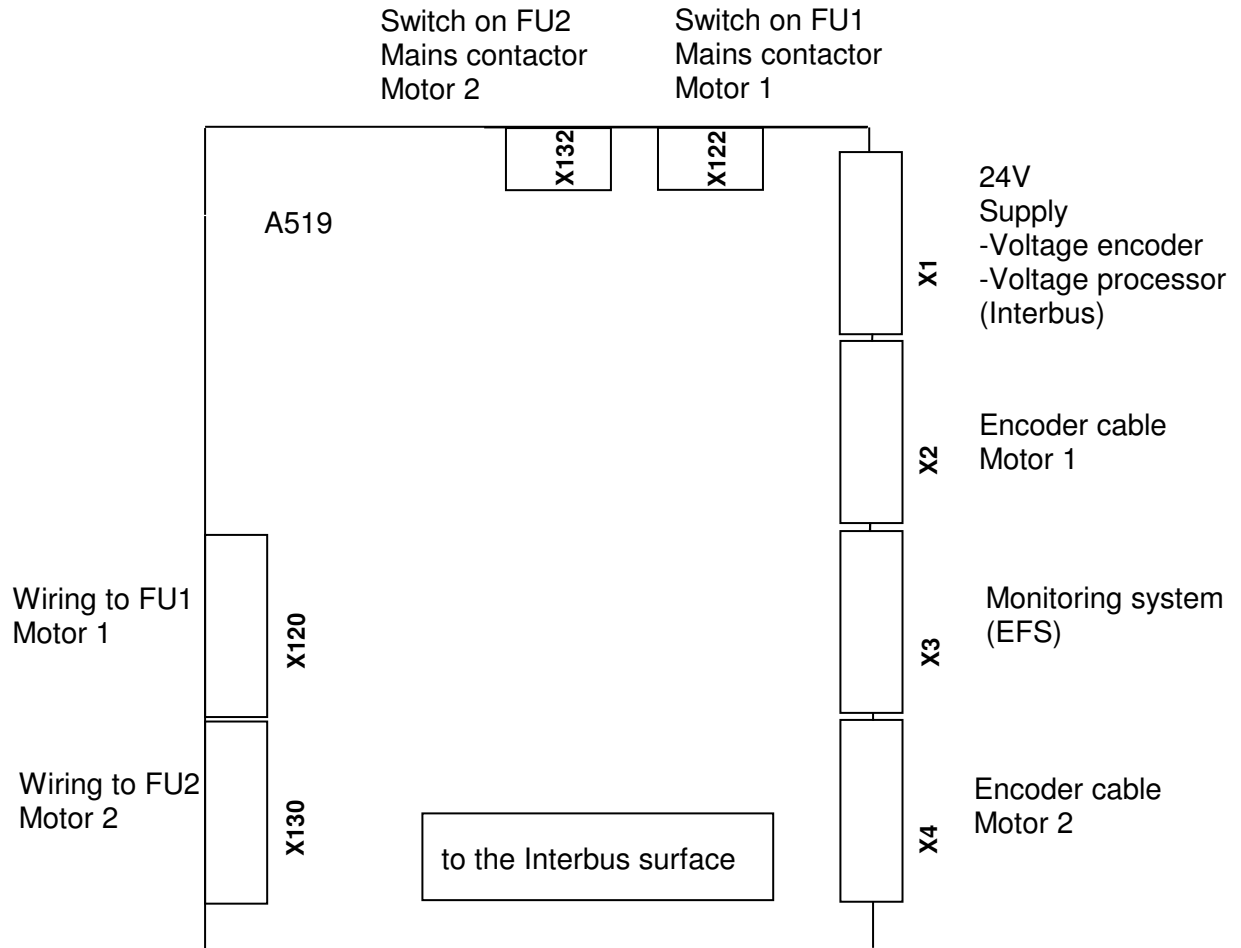 Switch on FU2
Mains contactor
Motor 2
Switch on FU1
Mains contactor
Motor 1
X132
X122
A519
24V
Supply
-Voltage encoder
-Voltage processor
(Interbus)
X1
Encoder cable
Motor 1
X2
Wiring to FU1
Motor 1
X120
Monitoring system
(EFS)
X3
Wiring to FU2
Motor 2
X130
to the Interbus surface
Encoder cable
Motor 2
X4